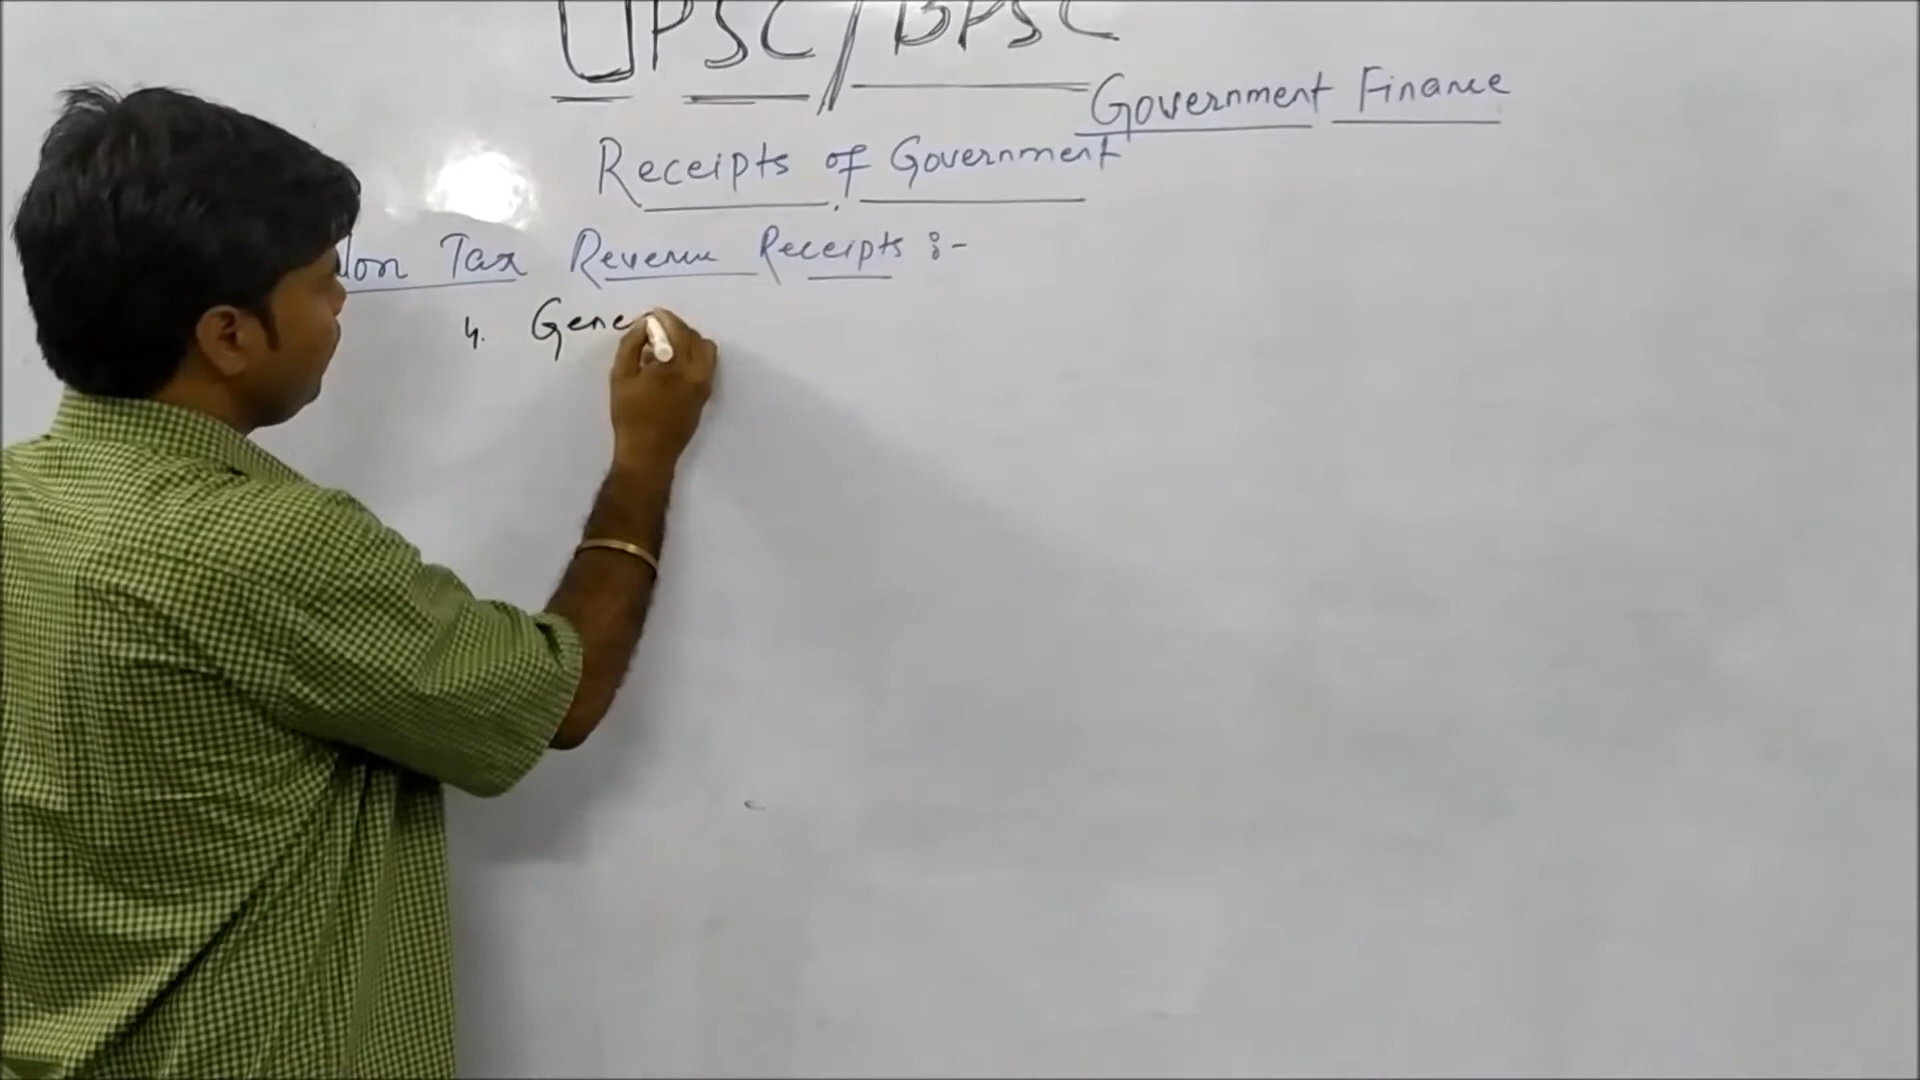 UPSC/BPSC
Government Finance
Receipts of Government
Non Tax Revenue Receipts :-
4. Gene